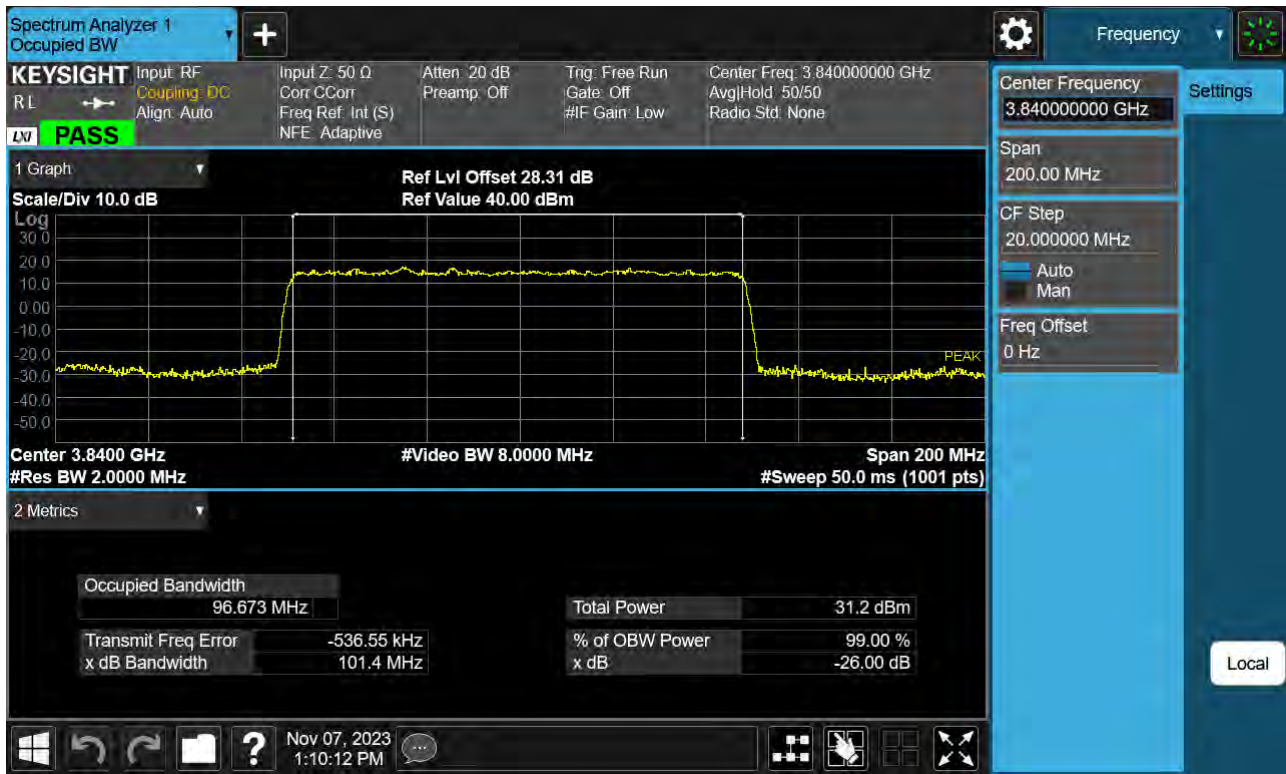 Spectrum Analyzer 1
Occupied BW
+
Frequency
KEYSIGHT
R L
LXI
PASS
Input: RF
Coupling: DC
Align: Auto
Input Z: 50 Ω
Corr CCorr
Freq Ref: Int (S)
NFE: Adaptive
Atten: 20 dB
Preamp: Off
Trig: Free Run
Gate: Off
#IF Gain: Low
Center Freq: 3.840000000 GHz
Avg|Hold: 50/50
Radio Std: None
Center Frequency
3.840000000 GHz
Settings
Span
200.00 MHz
CF Step
20.000000 MHz
Auto
Man
Freq Offset
0 Hz
Local
1 Graph
Scale/Div 10.0 dB
Ref Lvl Offset 28.31 dB
Ref Value 40.00 dBm
Log
30.0
20.0
10.0
0.00
-10.0
-20.0
-30.0
-40.0
-50.0
PEAK
Center 3.8400 GHz
#Video BW 8.0000 MHz
Span 200 MHz
#Res BW 2.0000 MHz
#Sweep 50.0 ms (1001 pts)
2 Metrics
Occupied Bandwidth
96.673 MHz
Total Power 31.2 dBm
Transmit Freq Error -536.55 kHz
% of OBW Power 99.00 %
x dB Bandwidth 101.4 MHz
x dB -26.00 dB
?
Nov 07, 2023
1:10:12 PM